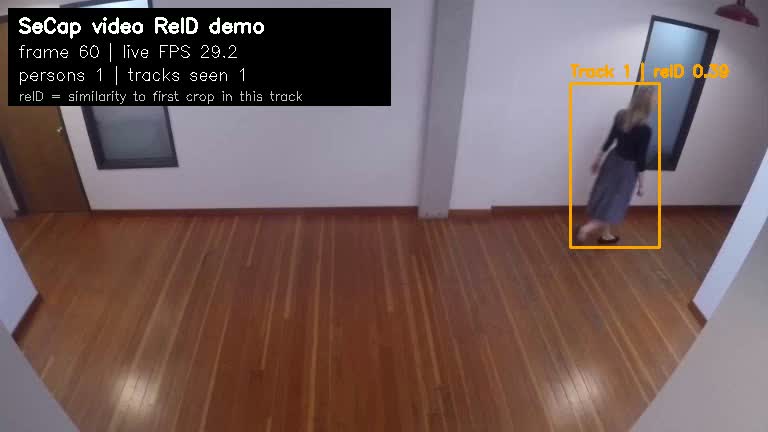 SeCap video ReID demo
frame 60 | live FPS 29.2
persons 1 | tracks seen 1
reID = similarity to first crop in this track
Track 1 | reID 0.39